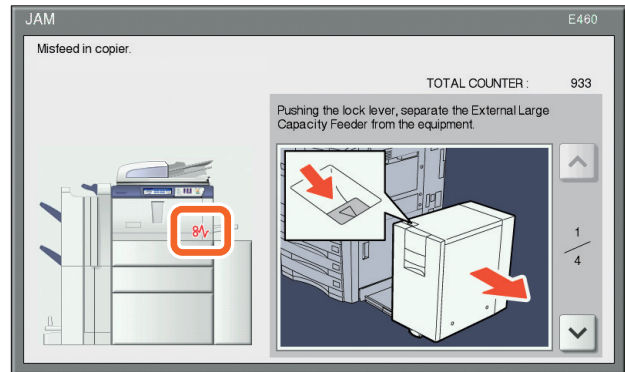 JAM
E460
Misfeed in copier.
TOTAL COUNTER :
933
Pushing the lock lever, separate the External Large
Capacity Feeder from the equipment.
1
4